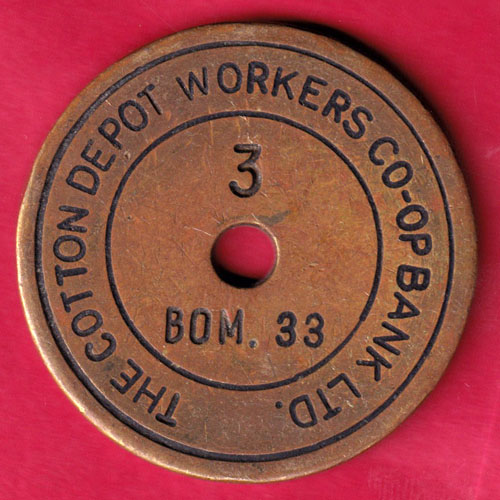 THE COTTON DEPOT WORKERS CO-OP BANK LTD.
3
BOM. 33